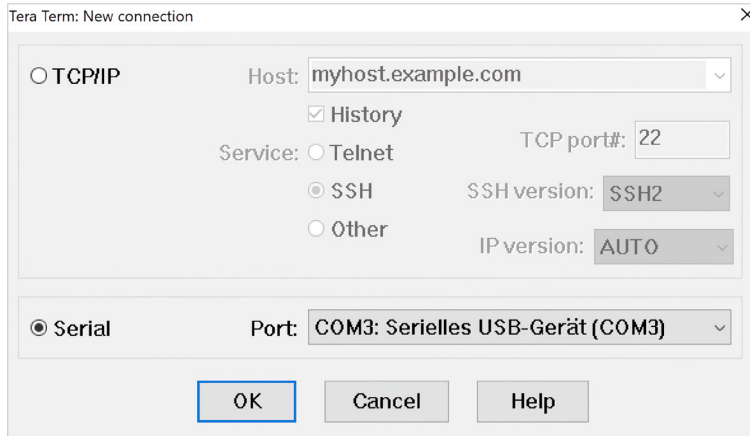 Tera Term: New connection
TCP/IP
Host: myhost.example.com
History
Service: Telnet
TCP port#: 22
SSH
SSH version: SSH2
Other
IP version: AUTO
Serial
Port: COM3: Serielles USB-Gerät (COM3)
OK Cancel Help